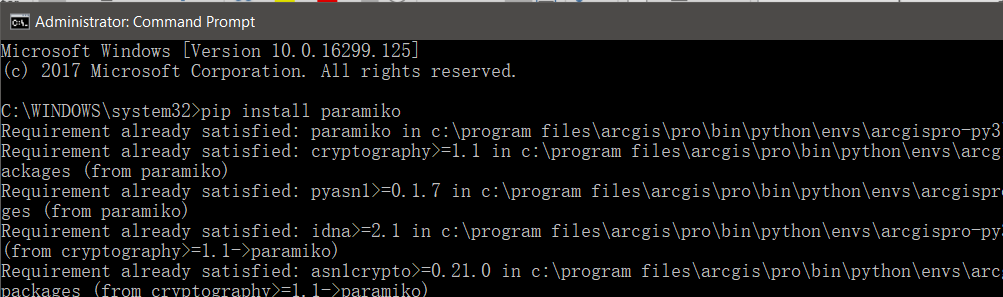 Administrator: Command Prompt
Microsoft Windows [Version 10.0.16299.125]
(c) 2017 Microsoft Corporation. All rights reserved.
C:\WINDOWS\system32>pip install paramiko
Requirement already satisfied: paramiko in c:\program files\arcgis\pro\bin\python\envs\arcgispro-py3
Requirement already satisfied: cryptography>=1.1 in c:\program files\arcgis\pro\bin\python\envs\arcg
ackages (from paramiko)
Requirement already satisfied: pyasn1>=0.1.7 in c:\program files\arcgis\pro\bin\python\envs\arcgispr
ges (from paramiko)
Requirement already satisfied: idna>=2.1 in c:\program files\arcgis\pro\bin\python\envs\arcgispro-py3
(from cryptography>=1.1->paramiko)
Requirement already satisfied: asn1crypto>=0.21.0 in c:\program files\arcgis\pro\bin\python\envs\arc
packages (from cryptography>=1.1->paramiko)